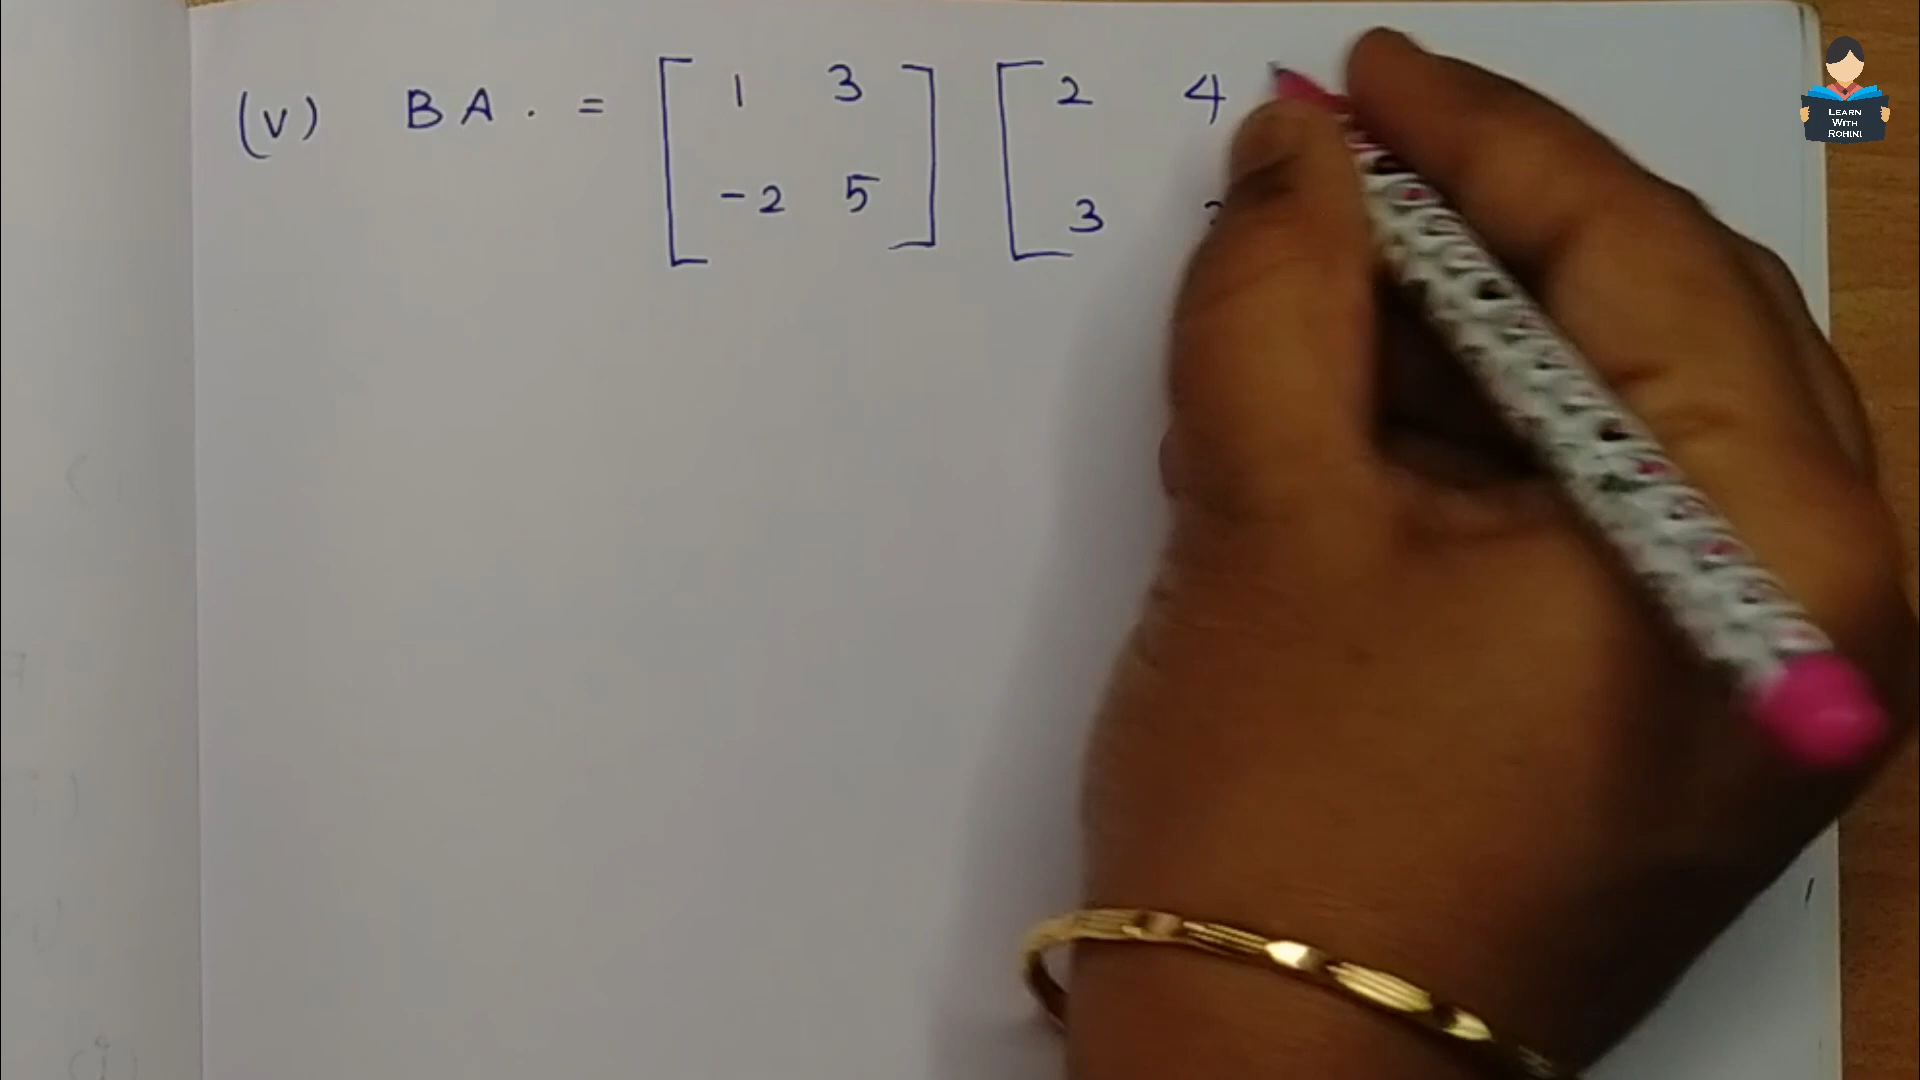 (v) BA. = [ 1 3 ] [ 2 4
-2 5 3
LEARN
WITH
ROHINI